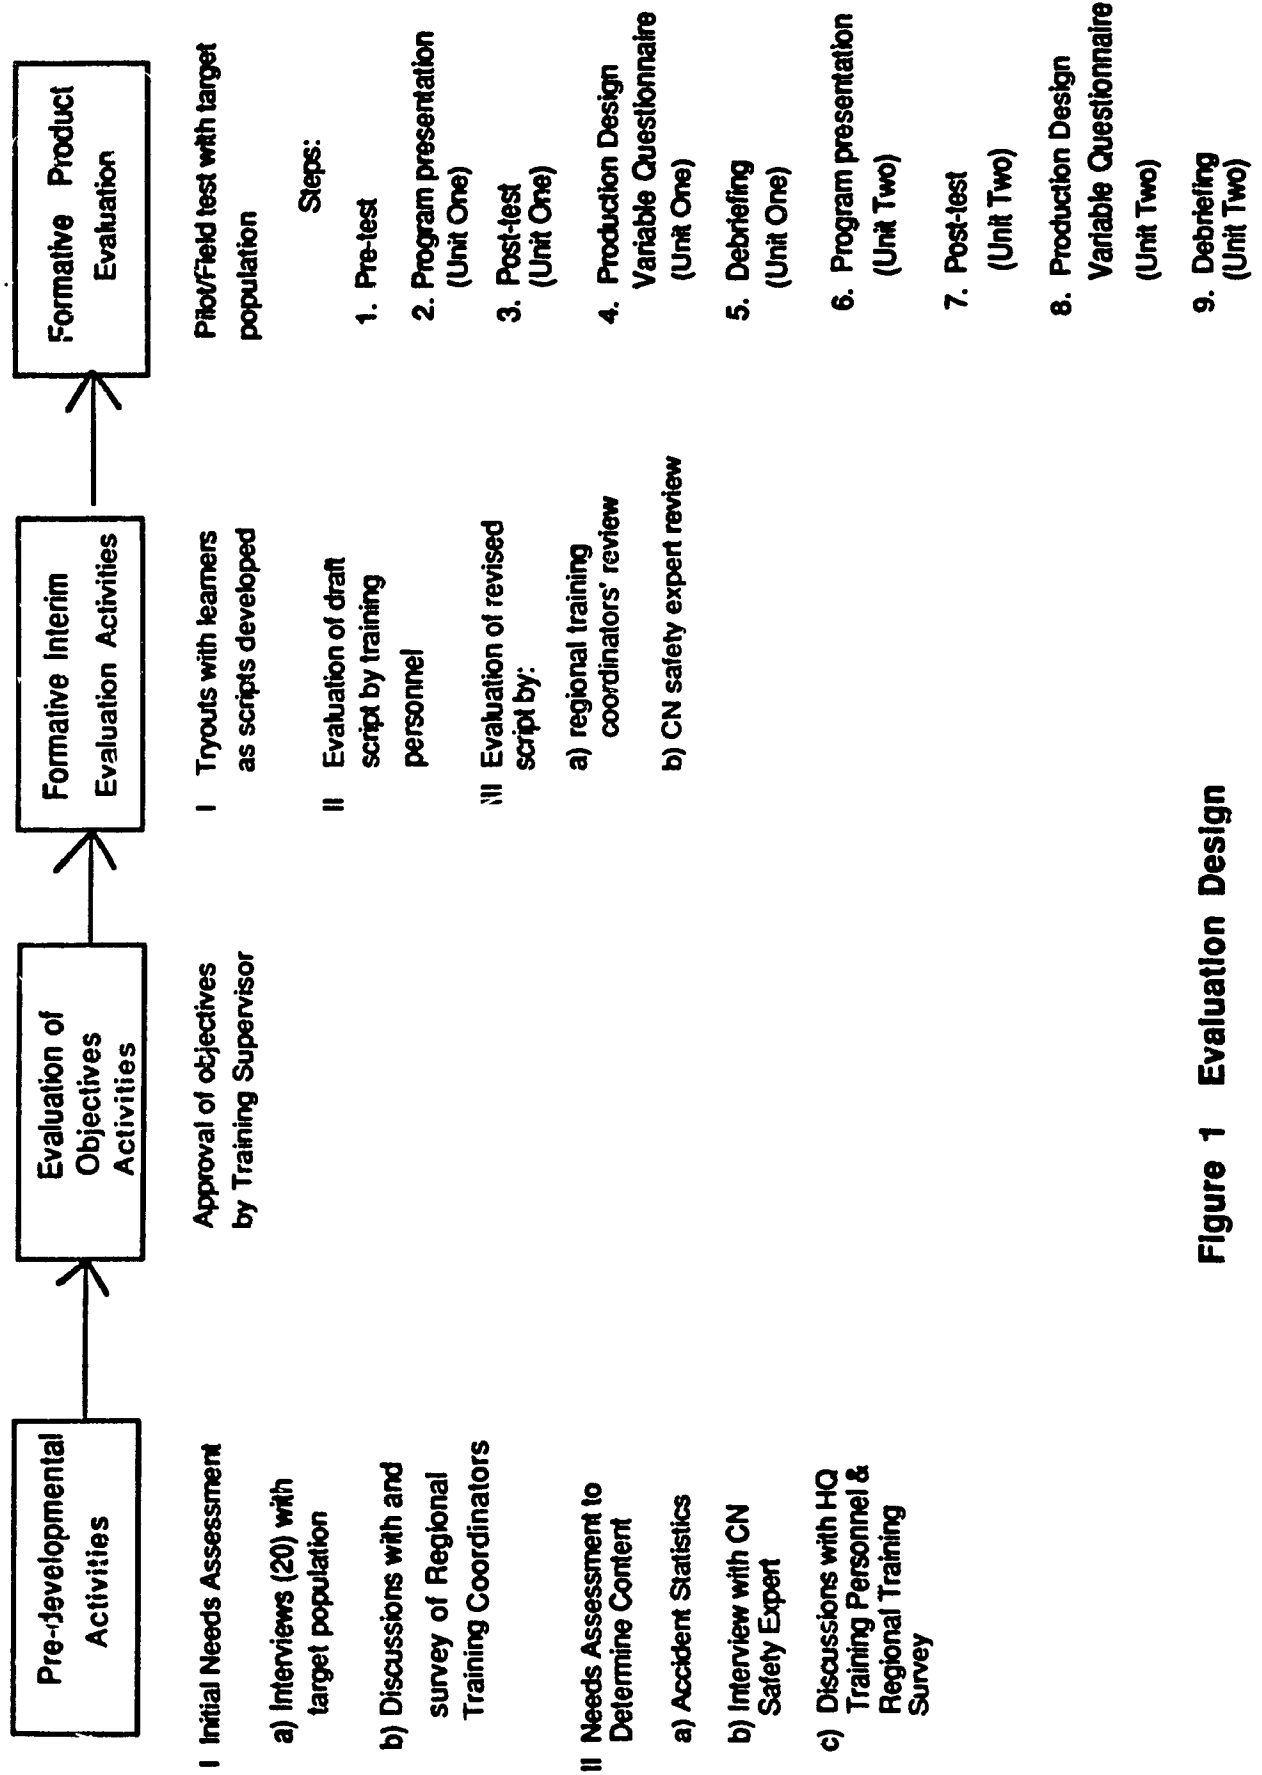 Pre-developmental
Activities
I Initial Needs Assessment
a) Interviews (20) with
target population
b) Discussions with and
survey of Regional
Training Coordinators
II Needs Assessment to
Determine Content
a) Accident Statistics
b) Interview with CN
Safety Expert
c) Discussions with HQ
Training Personnel &
Regional Training
Survey
Evaluation of
Objectives
Activities
Approval of objectives
by Training Supervisor
Formative Interim
Evaluation Activities
I Tryouts with learners
as scripts developed
II Evaluation of draft
script by training
personnel
III Evaluation of revised
script by:
a) regional training
coordinators' review
b) CN safety expert review
Formative Product
Evaluation
Pilot/Field test with target
population
Steps:
1. Pre-test
2. Program presentation
(Unit One)
3. Post-test
(Unit One)
4. Production Design
Variable Questionnaire
(Unit One)
5. Debriefing
(Unit One)
6. Program presentation
(Unit Two)
7. Post-test
(Unit Two)
8. Production Design
Variable Questionnaire
(Unit Two)
9. Debriefing
(Unit Two)
Figure 1 Evaluation Design